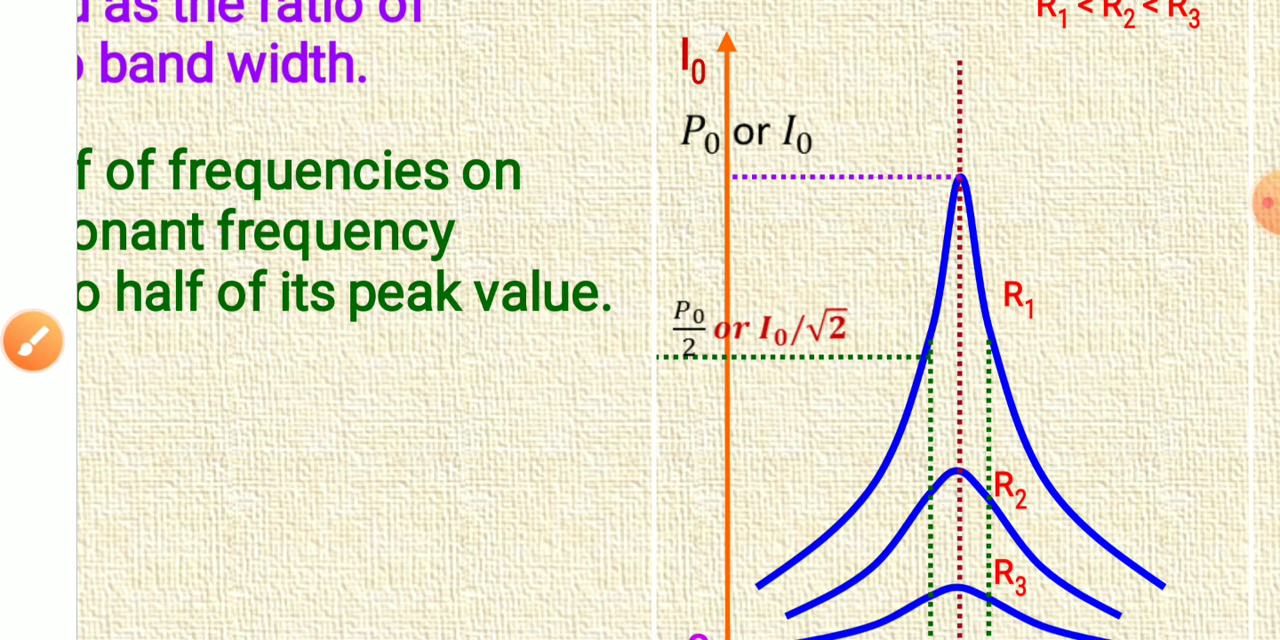 as the ratio of
band width.
of frequencies on
frequency
half of its peak value.
R₁ < R₂ < R₃
I₀
P₀ or I₀
P₀/2 or I₀/√2
R₁
R₂
R₃